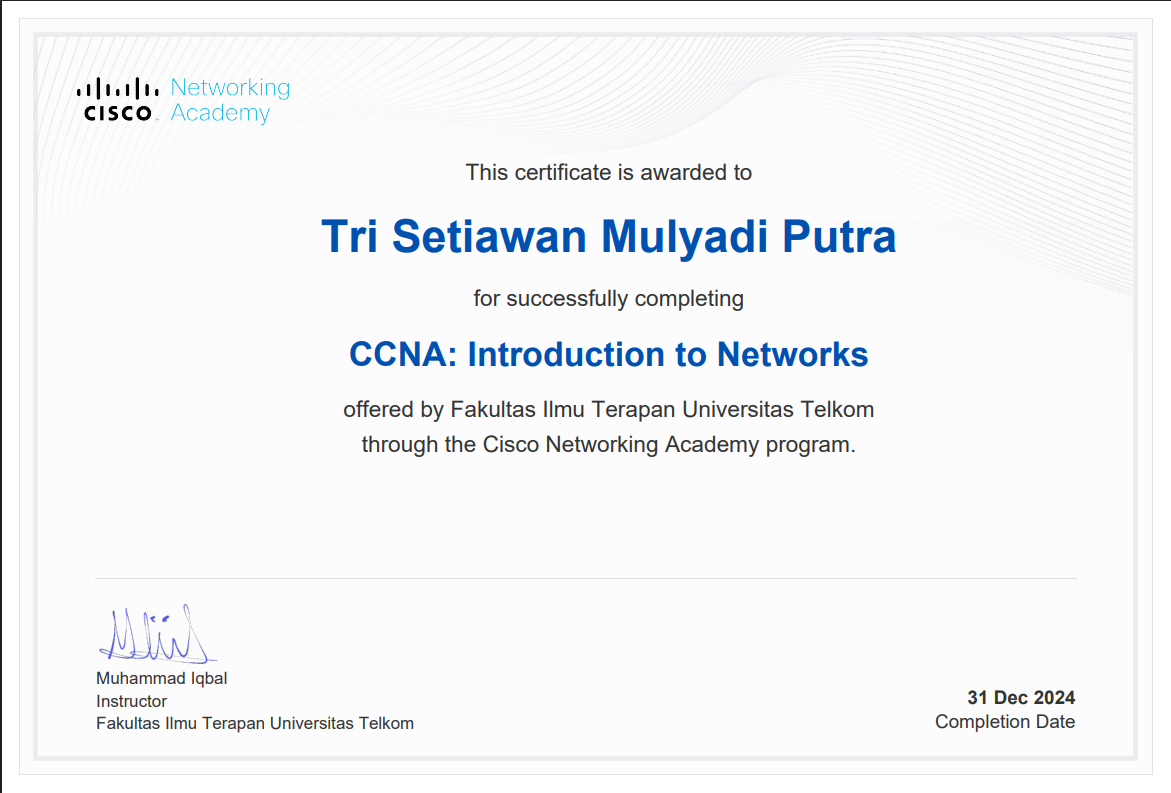 CISCO Networking
Academy
This certificate is awarded to
Tri Setiawan Mulyadi Putra
for successfully completing
CCNA: Introduction to Networks
offered by Fakultas Ilmu Terapan Universitas Telkom
through the Cisco Networking Academy program.
Muhammad Iqbal
Instructor
Fakultas Ilmu Terapan Universitas Telkom
31 Dec 2024
Completion Date